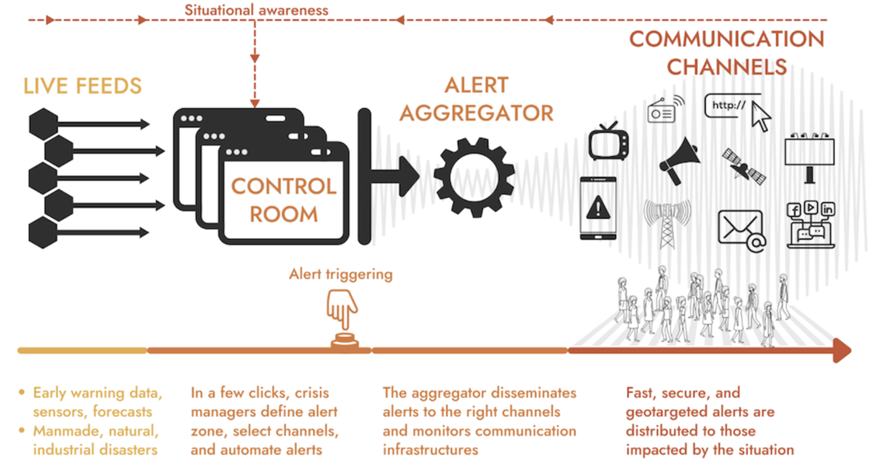 Situational awareness
COMMUNICATION
CHANNELS
LIVE FEEDS
ALERT
AGGREGATOR
http://
CONTROL
ROOM
Alert triggering
• Early warning data,
sensors, forecasts
• Manmade, natural,
industrial disasters
In a few clicks, crisis
managers define alert
zone, select channels,
and automate alerts
The aggregator disseminates
alerts to the right channels
and monitors communication
infrastructures
Fast, secure, and
geotargeted alerts are
distributed to those
impacted by the situation